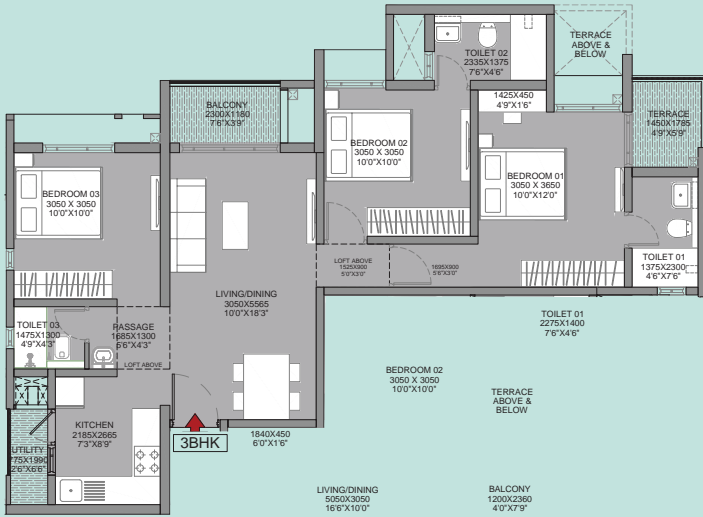 TERRACE
ABOVE &
BELOW
TOILET 02
2335X1375
7'6"X4'6"
1425X450
4'9"X1'6"
BALCONY
2300X1180
7'6"X3'9"
TERRACE
1450X1785
4'9"X5'9"
BEDROOM 02
3050 X 3050
10'0"X10'0"
BEDROOM 01
3050 X 3650
10'0"X12'0"
BEDROOM 03
3050 X 3050
10'0"X10'0"
LOFT ABOVE
1525X900
5'0"X3'0"
1695X900
5'6"X3'0"
TOILET 01
1375X2300
4'6"X7'6"
LIVING/DINING
3050X5565
10'0"X18'3"
TOILET 03
1475X1300
4'9"X4'3"
PASSAGE
1685X1300
5'6"X4'3"
LOFT ABOVE
TOILET 01
2275X1400
7'6"X4'6"
BEDROOM 02
3050 X 3050
10'0"X10'0"
TERRACE
ABOVE &
BELOW
KITCHEN
2185X2665
7'3"X8'9"
3BHK
1840X450
6'0"X1'6"
UTILITY
775X1990
2'6"X6'6"
LIVING/DINING
5050X3050
16'6"X10'0"
BALCONY
1200X2360
4'0"X7'9"